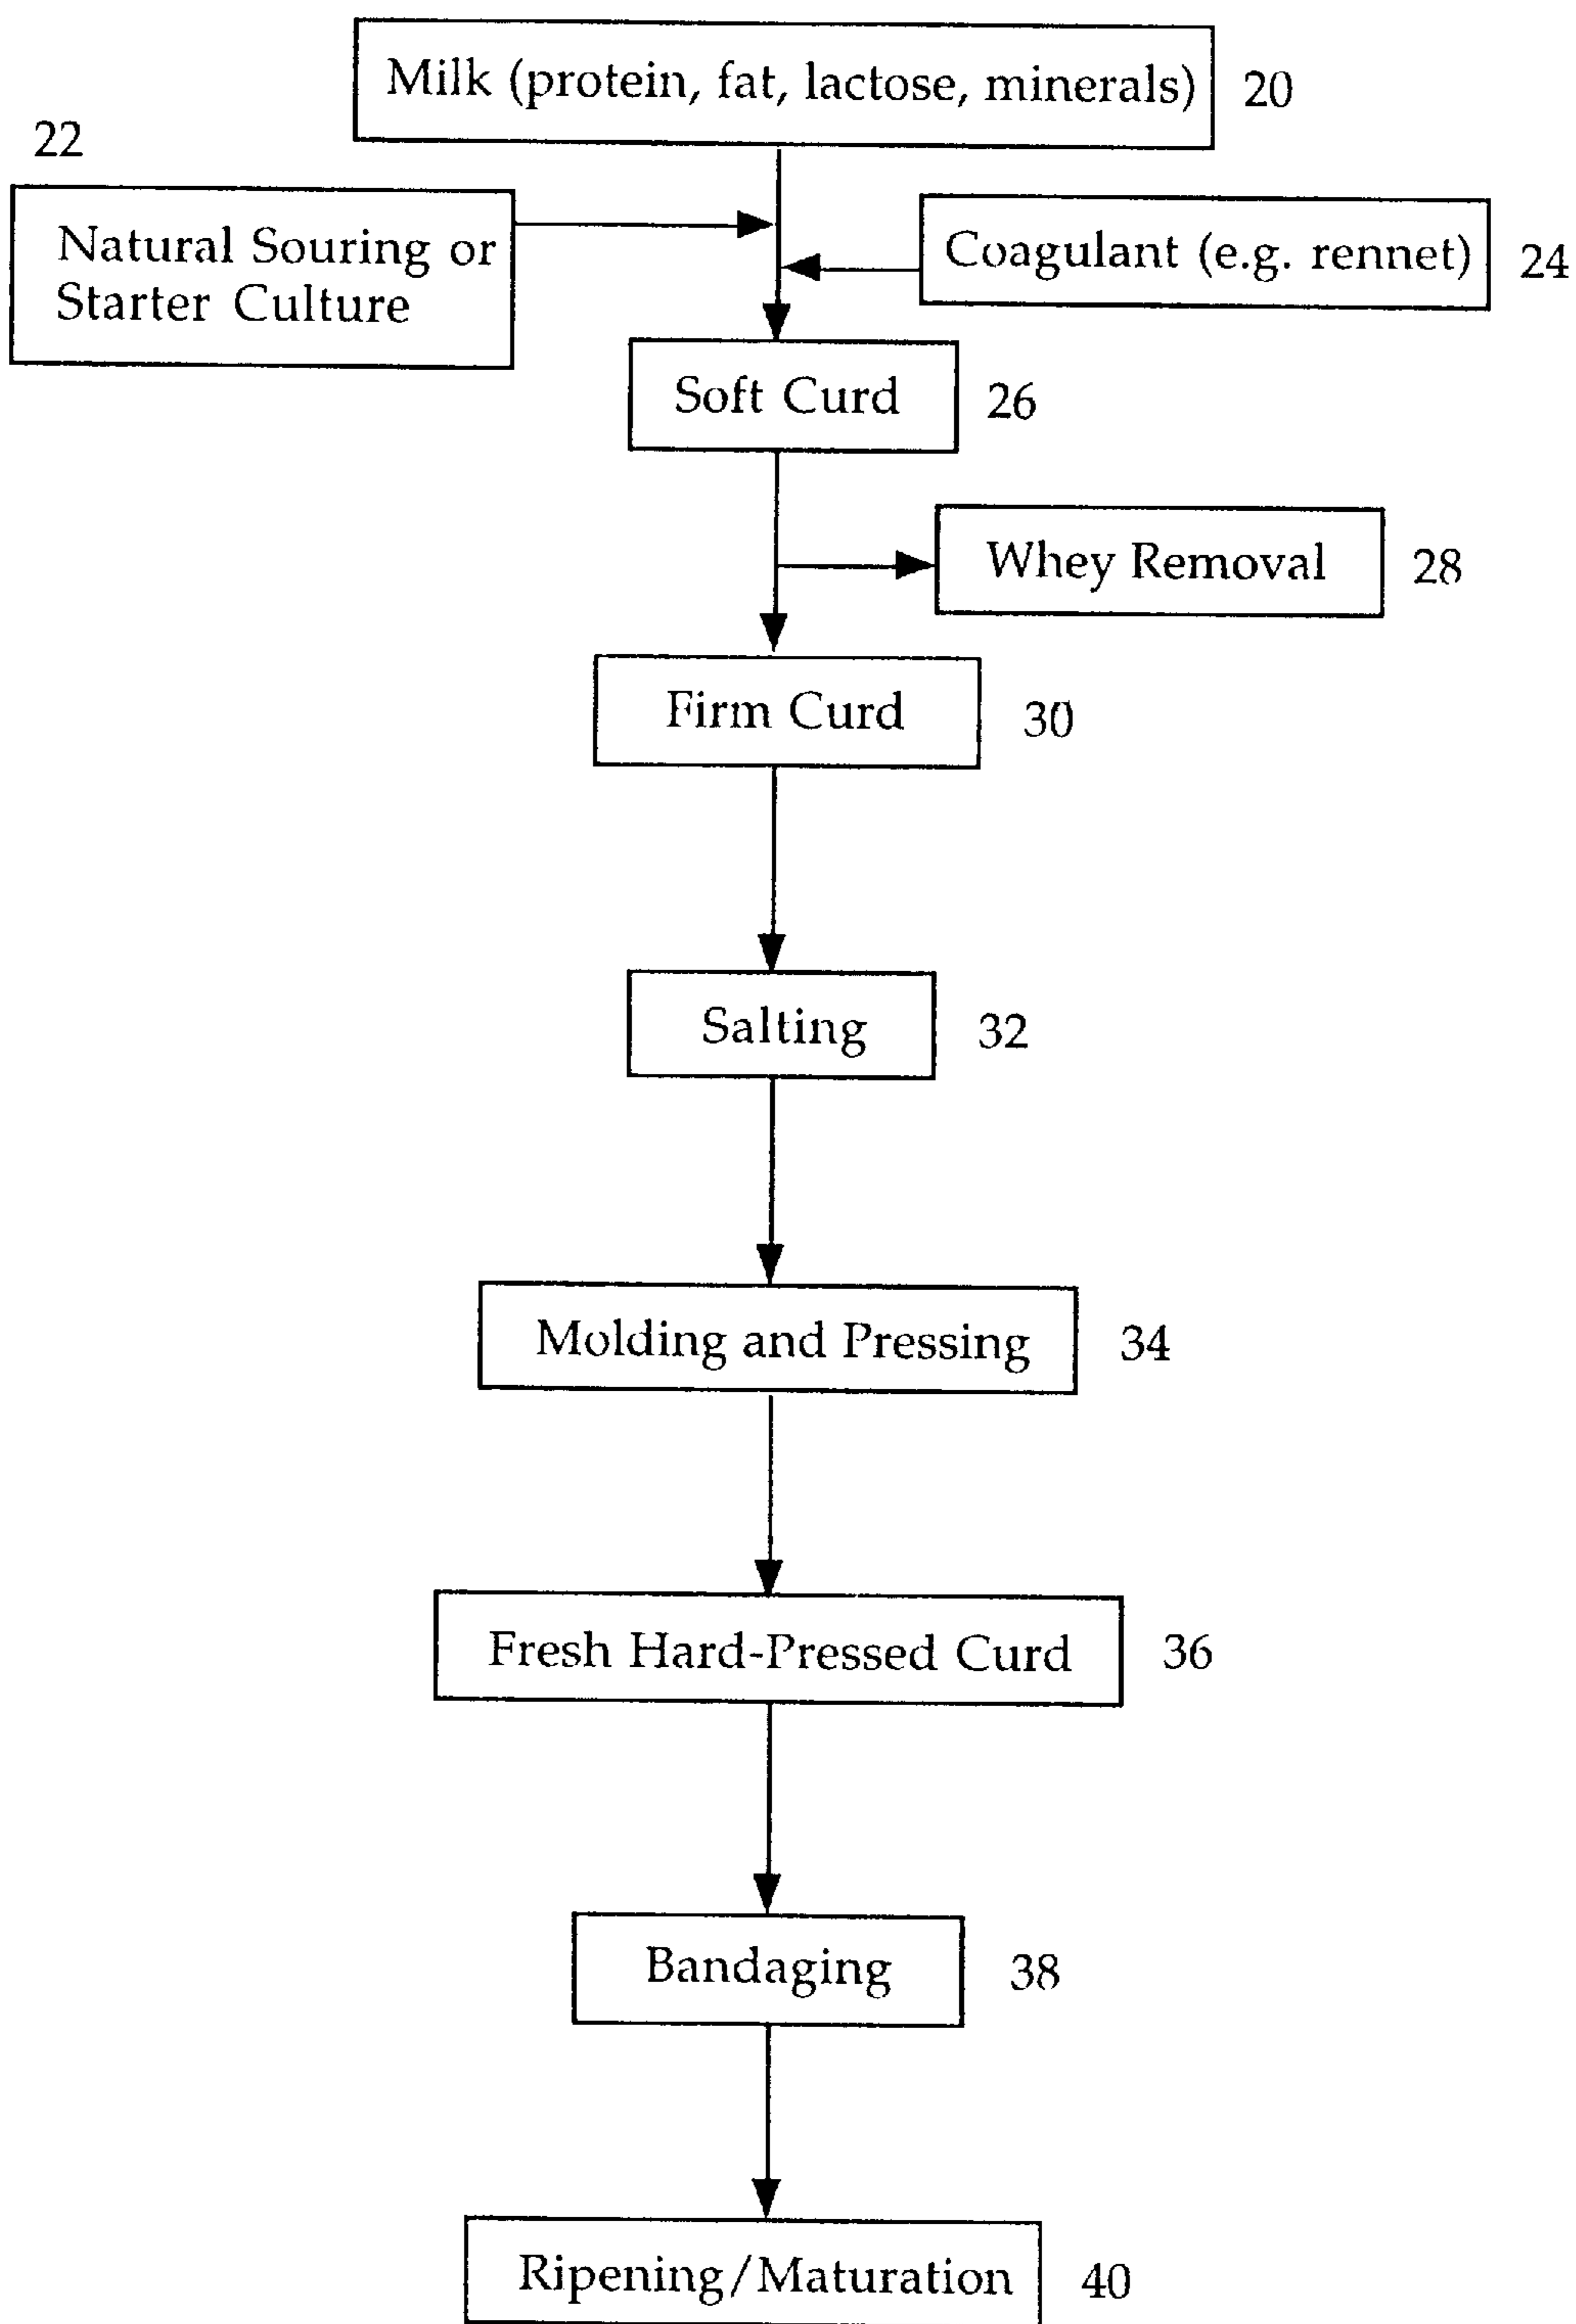 Milk (protein, fat, lactose, minerals) 20
22
Natural Souring or
Starter Culture
Coagulant (e.g. rennet) 24
Soft Curd 26
Whey Removal 28
Firm Curd 30
Salting 32
Molding and Pressing 34
Fresh Hard-Pressed Curd 36
Bandaging 38
Ripening/Maturation 40